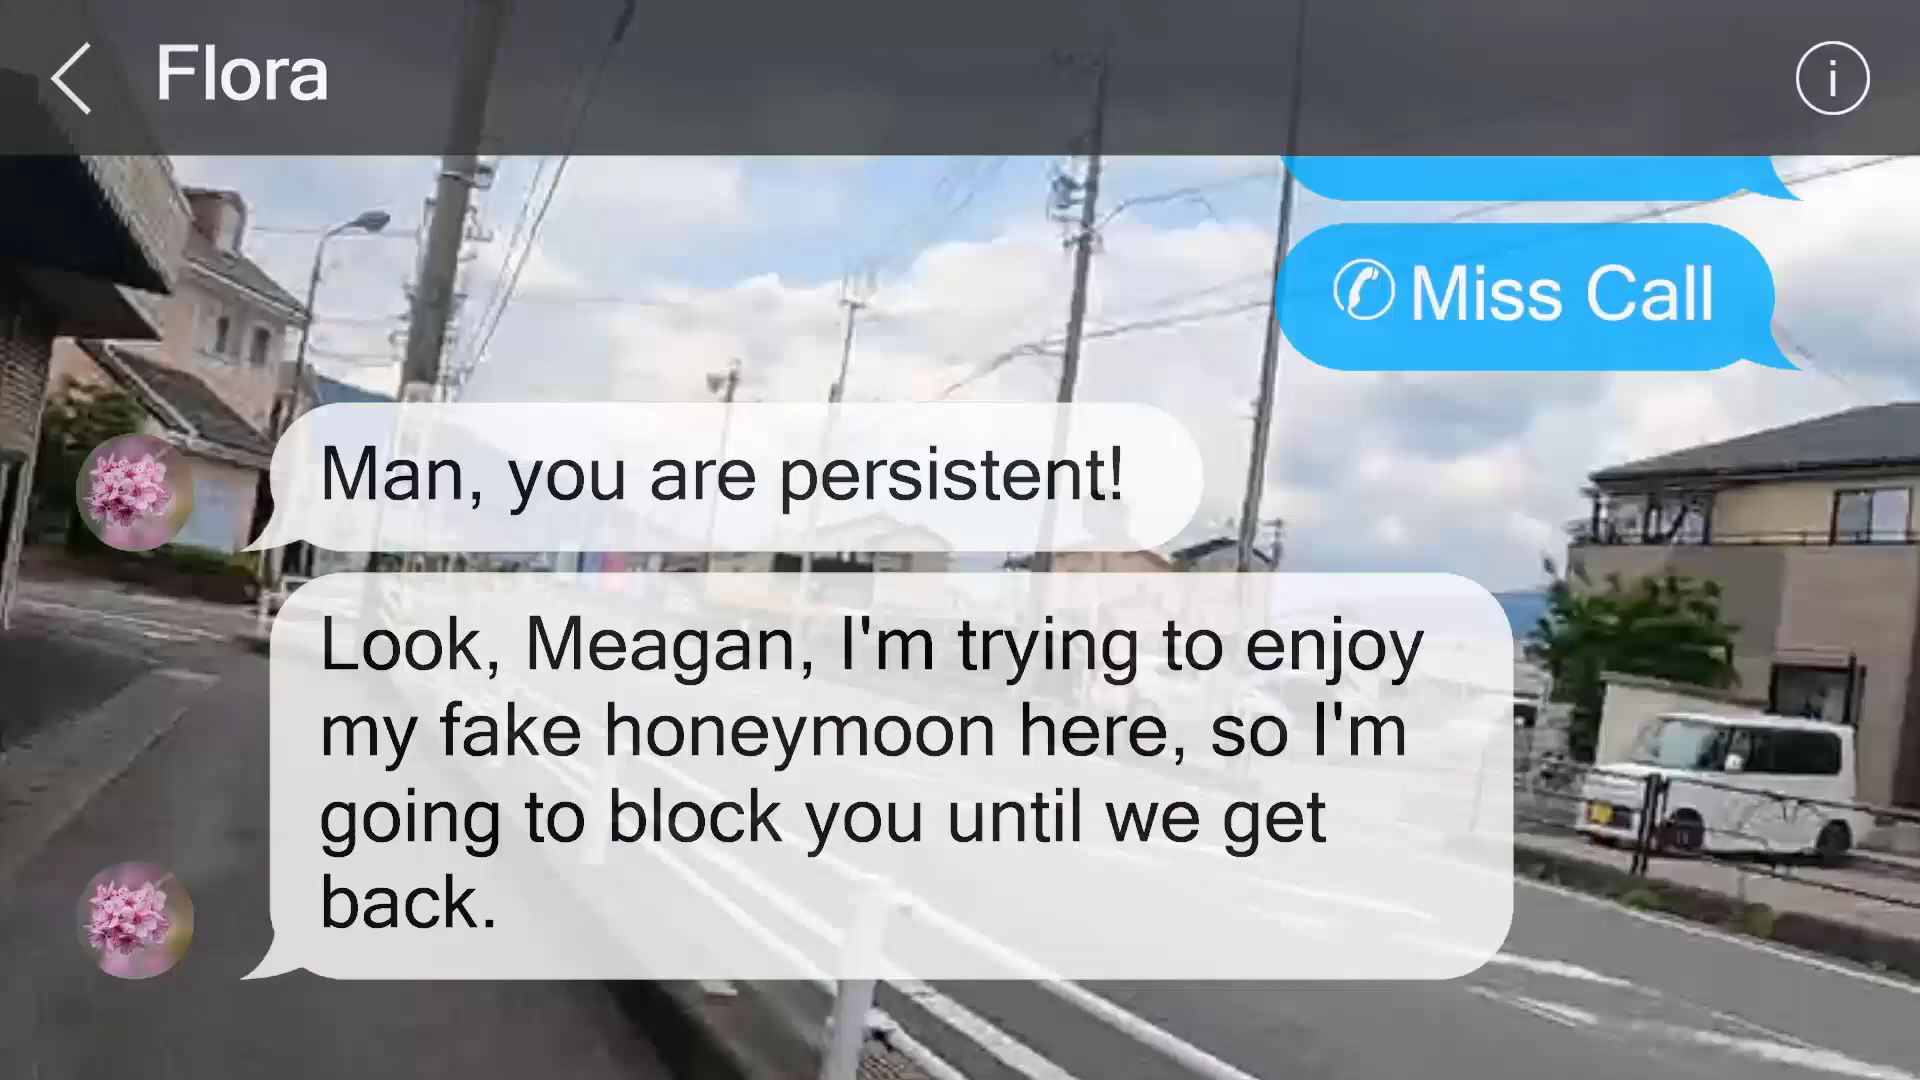 Flora
Miss Call
Man, you are persistent!
Look, Meagan, I'm trying to enjoy
my fake honeymoon here, so I'm
going to block you until we get
back.